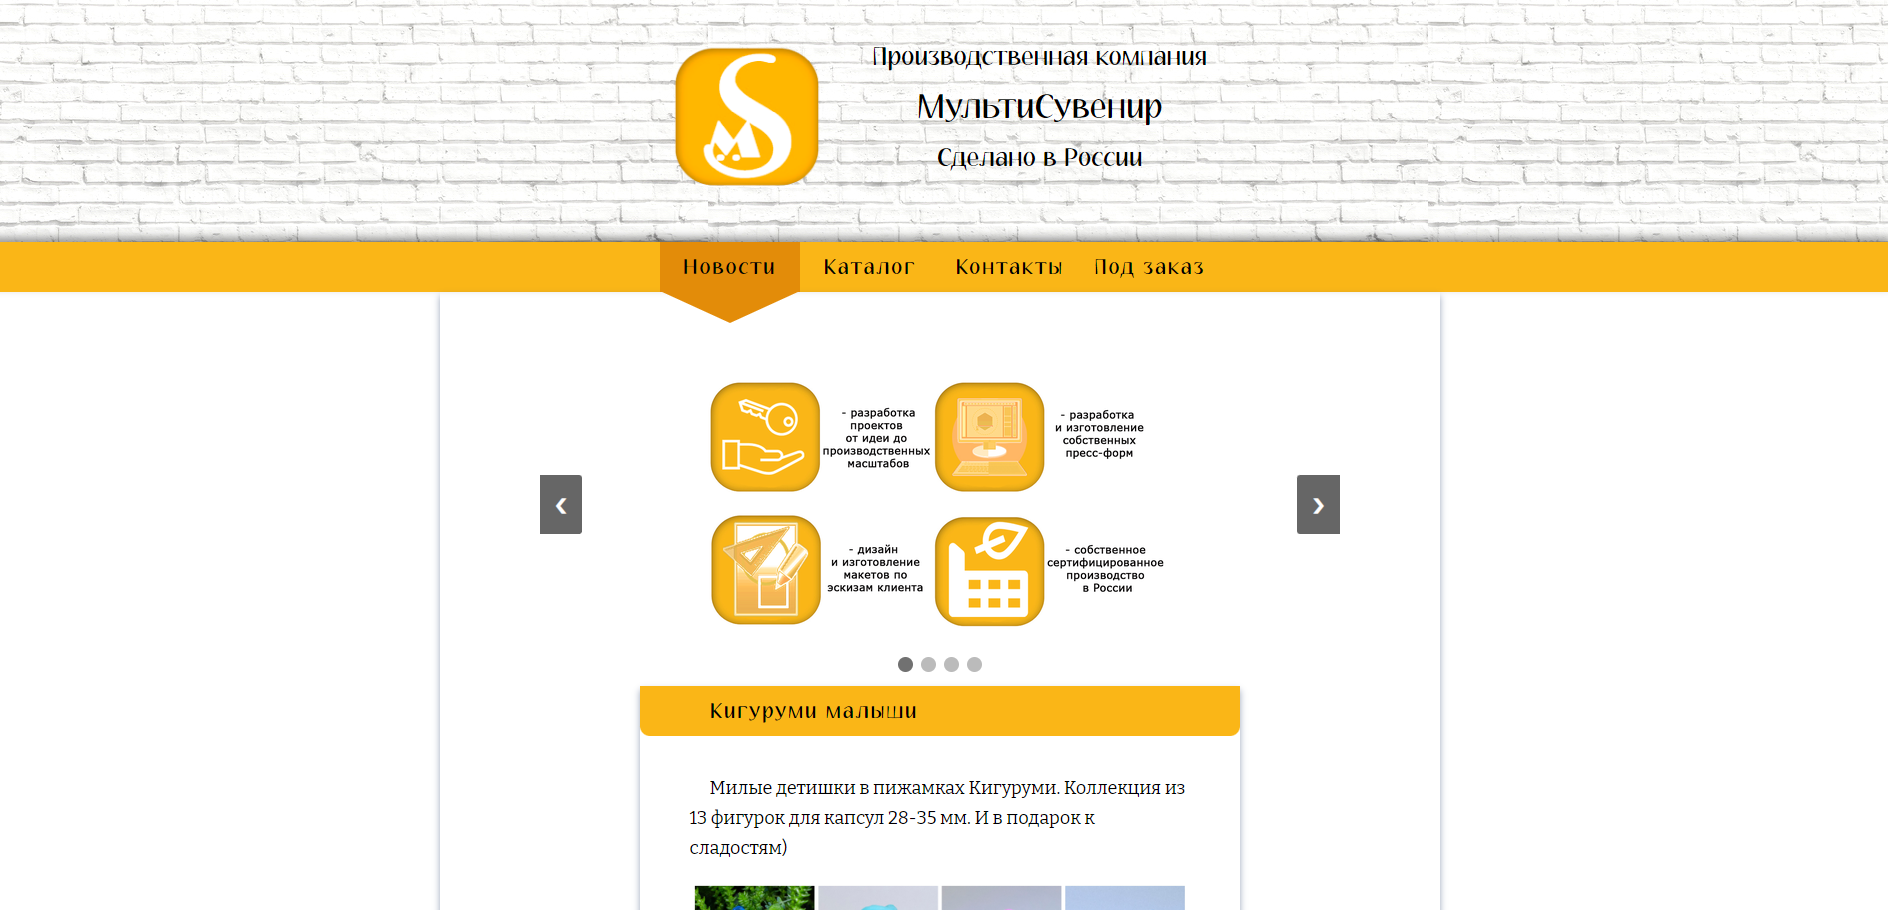 Производственная компания
МультиСувенир
Сделано в России
Новости
Каталог
Контакты
Под заказ
- разработка
проектов
от идеи до
производственных
масштабов
- разработка
и изготовление
собственных
пресс-форм
- дизайн
и изготовление
макетов по
эскизам клиента
- собственное
сертифицированное
производство
в России
Кигуруми малыши
Милые детишки в пижамках Кигуруми. Коллекция из
13 фигурок для капсул 28-35 мм. И в подарок к
сладостям)